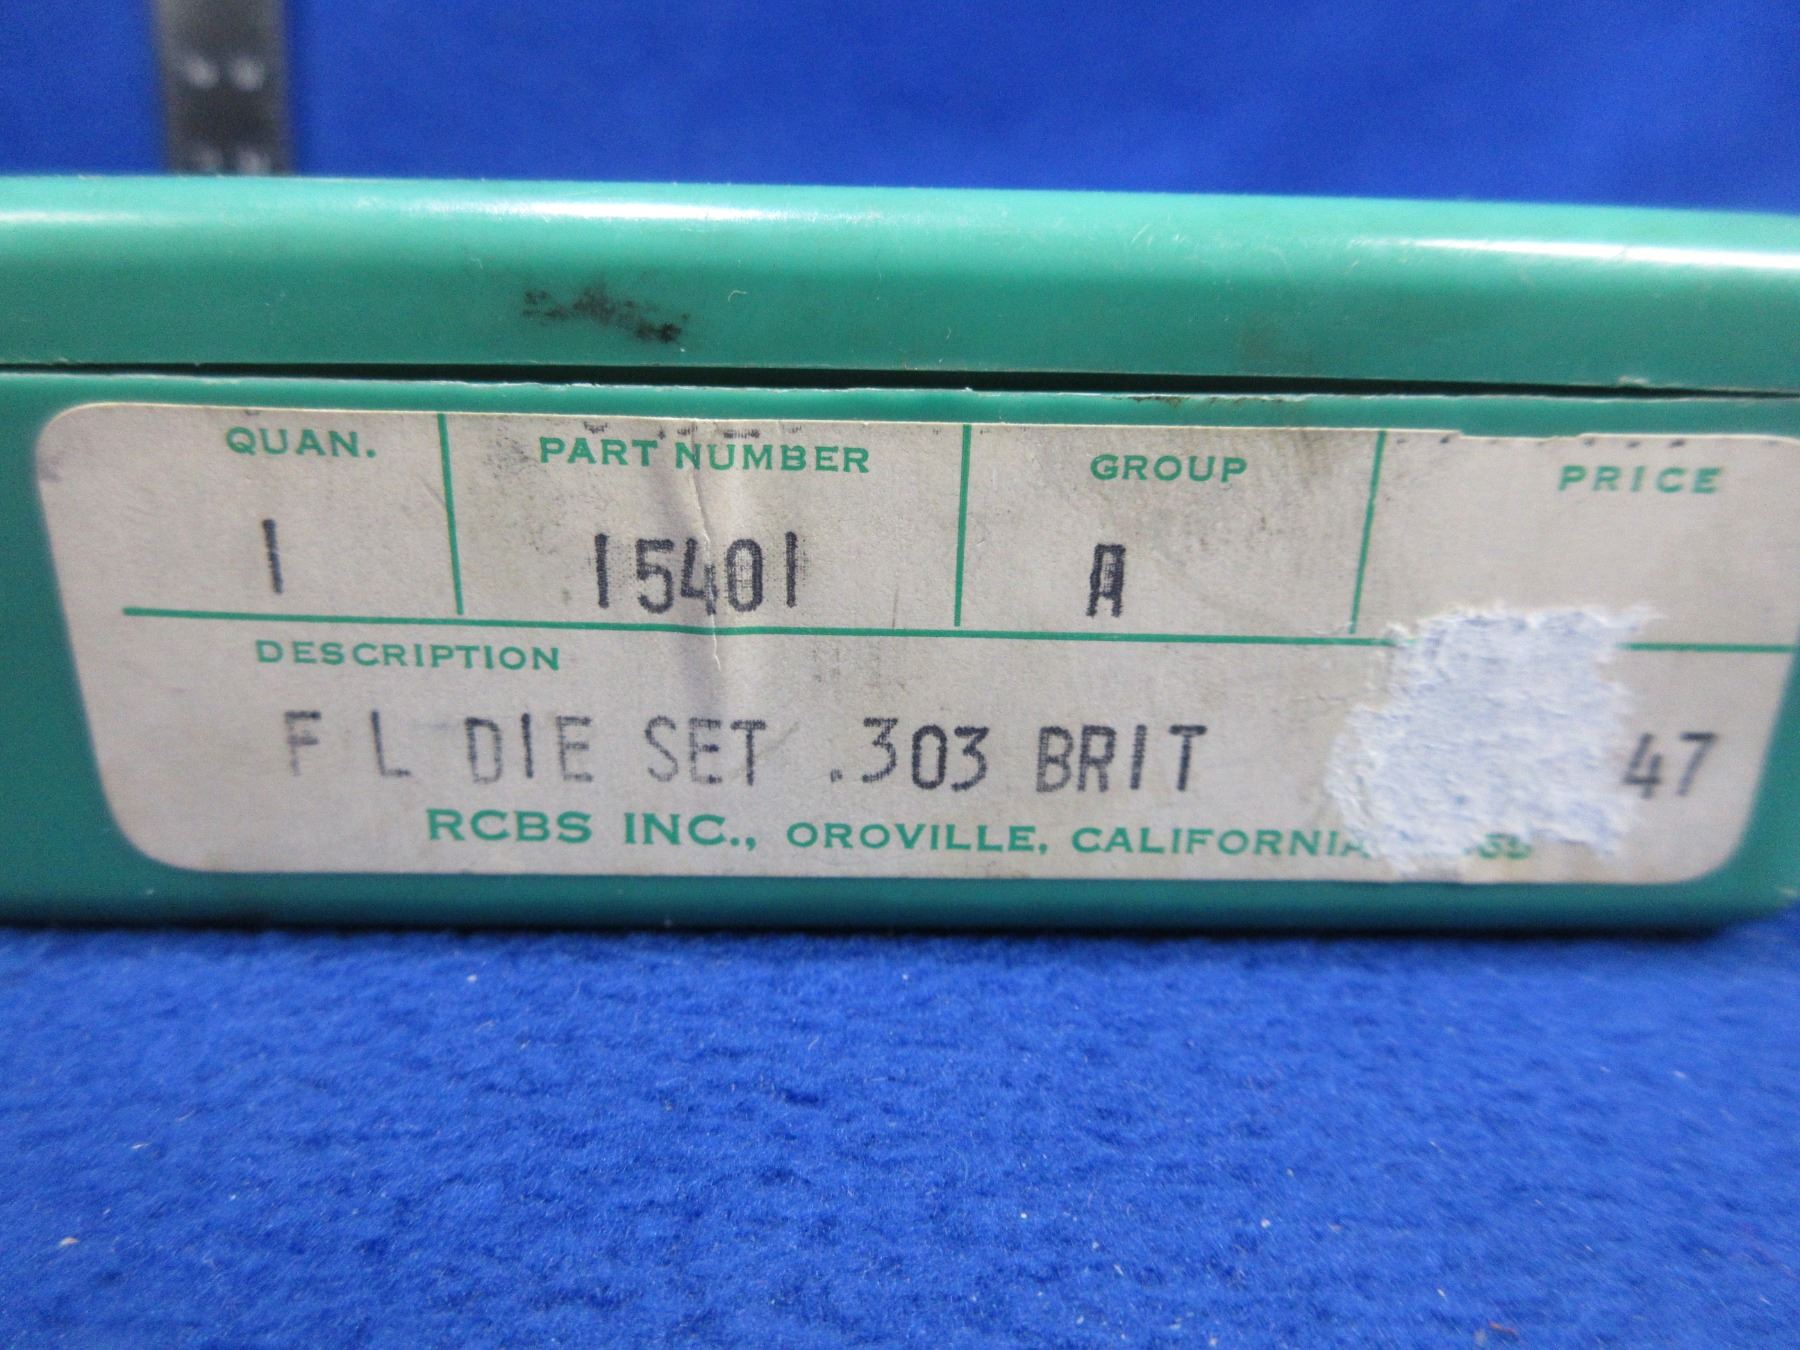 QUAN. PART NUMBER GROUP PRICE
1 15401 A
DESCRIPTION
F L DIE SET .303 BRIT 47
RCBS INC., OROVILLE, CALIFORNIA